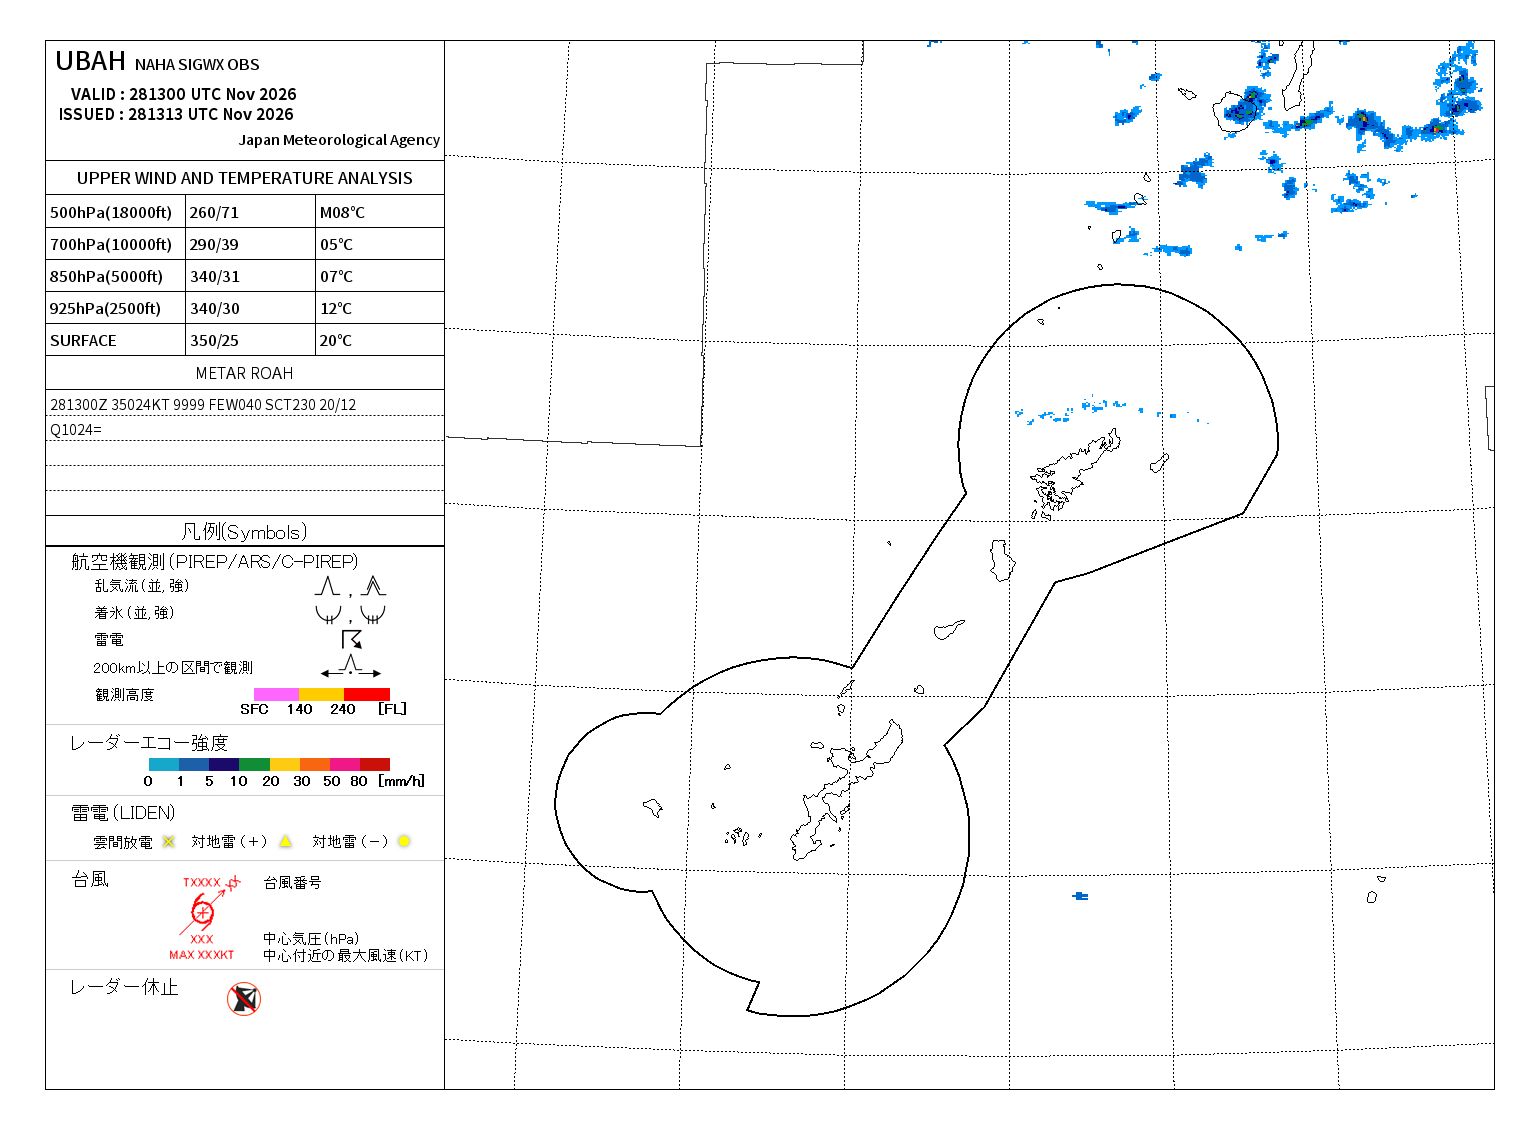 UBAH NAHA SIGWX OBS
VALID : 281300 UTC Nov 2026
ISSUED : 281313 UTC Nov 2026
Japan Meteorological Agency
UPPER WIND AND TEMPERATURE ANALYSIS
500hPa(18000ft) 260/71 M08℃
700hPa(10000ft) 290/39 05℃
850hPa(5000ft) 340/31 07℃
925hPa(2500ft) 340/30 12℃
SURFACE 350/25 20℃
METAR ROAH
281300Z 35024KT 9999 FEW040 SCT230 20/12
Q1024=
凡例(Symbols)
航空機観測(PIREP/ARS/C-PIREP)
乱気流(並,強) ,
着氷(並,強) ,
雷電
200km以上の区間で観測
観測高度
SFC 140 240 [FL]
レーダーエコー強度
0 1 5 10 20 30 50 80 [mm/h]
雷電(LIDEN)
雲間放電 対地雷(+) 対地雷(-)
台風 TXXXX 台風番号
XXX 中心気圧(hPa)
MAX XXXKT 中心付近の最大風速(KT)
レーダー休止